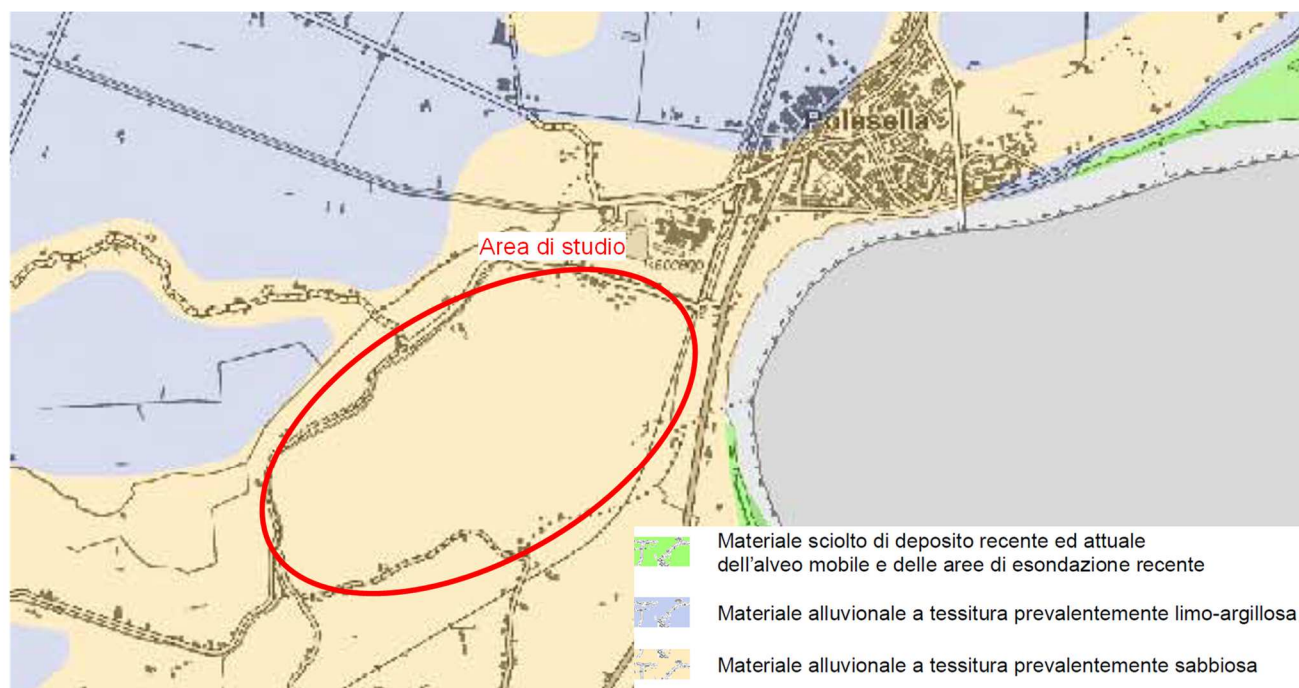 Polesella
Area di studio
Materiale sciolto di deposito recente ed attuale
dell'alveo mobile e delle aree di esondazione recente
Materiale alluvionale a tessitura prevalentemente limo-argillosa
Materiale alluvionale a tessitura prevalentemente sabbiosa